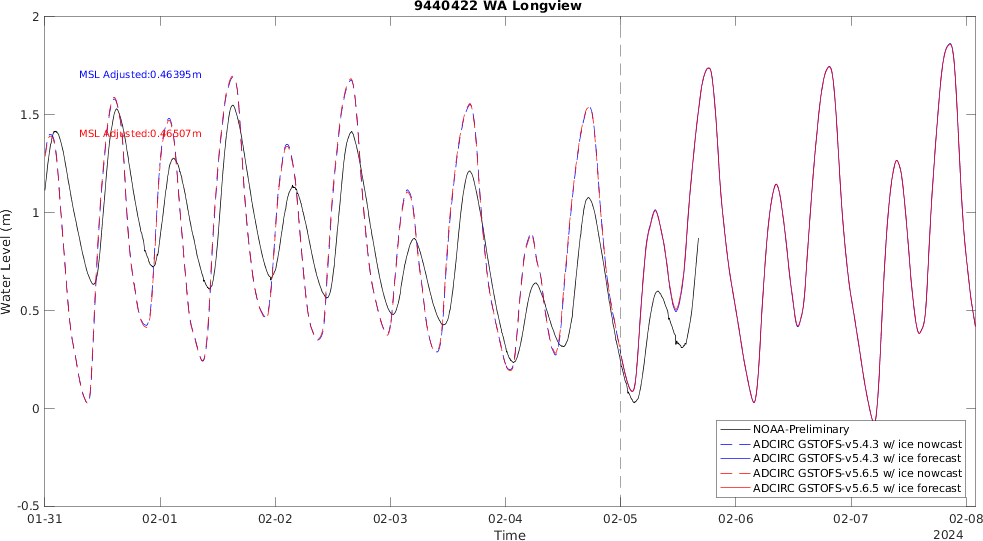 9440422 WA Longview
2
1.5
1
0.5
0
-0.5
Water Level (m)
MSL Adjusted:0.46395m
MSL Adjusted:0.46507m
NOAA-Preliminary
ADCIRC GSTOFS-v5.4.3 w/ ice nowcast
ADCIRC GSTOFS-v5.4.3 w/ ice forecast
ADCIRC GSTOFS-v5.6.5 w/ ice nowcast
ADCIRC GSTOFS-v5.6.5 w/ ice forecast
01-31 02-01 02-02 02-03 02-04 02-05 02-06 02-07 02-08
Time
2024